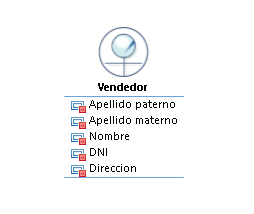 Vendedor
Apellido paterno
Apellido materno
Nombre
DNI
Direccion